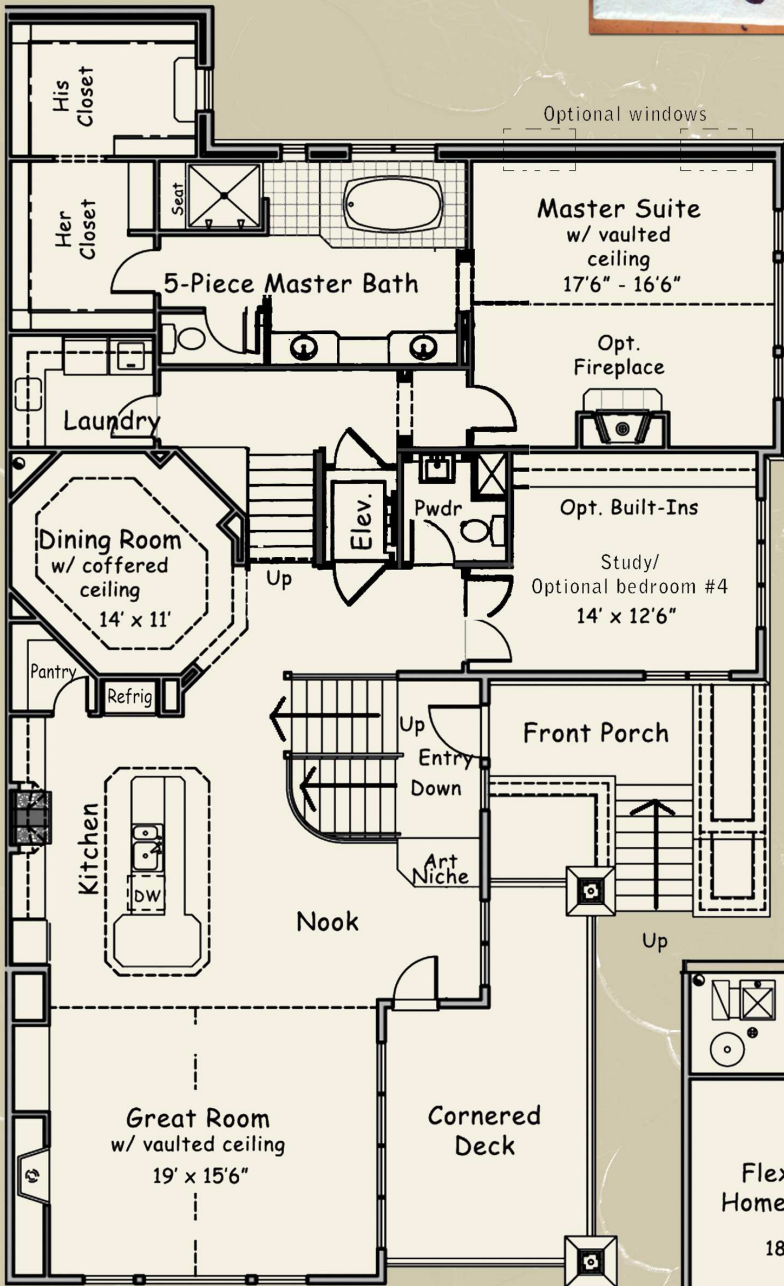 His
Closet
Optional windows
Seat
Her
Closet
Master Suite
w/ vaulted
ceiling
17'6" - 16'6"
5-Piece Master Bath
Opt.
Fireplace
Laundry
Dining Room
w/ coffered
ceiling
14' x 11'
Up
Elev.
Pwdr
Opt. Built-Ins
Study/
Optional bedroom #4
14' x 12'6"
Pantry
Refrig
Up
Entry
Down
Front Porch
Art
Niche
Kitchen
DW
Nook
Up
Great Room
w/ vaulted ceiling
19' x 15'6"
Cornered
Deck
Flex
Home
18